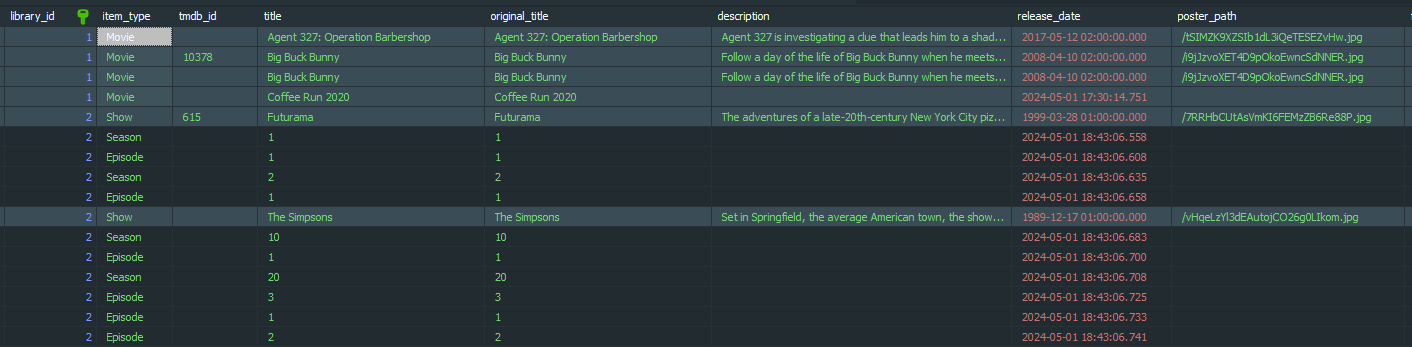 library_id item_type tmdb_id title original_title description release_date poster_path
1 Movie Agent 327: Operation Barbershop Agent 327: Operation Barbershop Agent 327 is investigating a clue that leads him to a shad... 2017-05-12 02:00:00.000 /tSIMZK9XZSIb1dL3iQeTESEZvHw.jpg
1 Movie 10378 Big Buck Bunny Big Buck Bunny Follow a day of the life of Big Buck Bunny when he meets... 2008-04-10 02:00:00.000 /i9jJzvoXET4D9pOkoEwncSdNNER.jpg
1 Movie Big Buck Bunny Big Buck Bunny Follow a day of the life of Big Buck Bunny when he meets... 2008-04-10 02:00:00.000 /i9jJzvoXET4D9pOkoEwncSdNNER.jpg
1 Movie Coffee Run 2020 Coffee Run 2020 2024-05-01 17:30:14.751
2 Show 615 Futurama Futurama The adventures of a late-20th-century New York City piz... 1999-03-28 01:00:00.000 /7RRHbCUtAsVmKI6FEMzZB6Re88P.jpg
2 Season 1 1 2024-05-01 18:43:06.558
2 Episode 1 1 2024-05-01 18:43:06.608
2 Season 2 2 2024-05-01 18:43:06.635
2 Episode 1 1 2024-05-01 18:43:06.658
2 Show The Simpsons The Simpsons Set in Springfield, the average American town, the show... 1989-12-17 01:00:00.000 /vHqeLzYl3dEAutojCO26g0LIkom.jpg
2 Season 10 10 2024-05-01 18:43:06.683
2 Episode 1 1 2024-05-01 18:43:06.700
2 Season 20 20 2024-05-01 18:43:06.708
2 Episode 3 3 2024-05-01 18:43:06.725
2 Episode 1 1 2024-05-01 18:43:06.733
2 Episode 2 2 2024-05-01 18:43:06.741